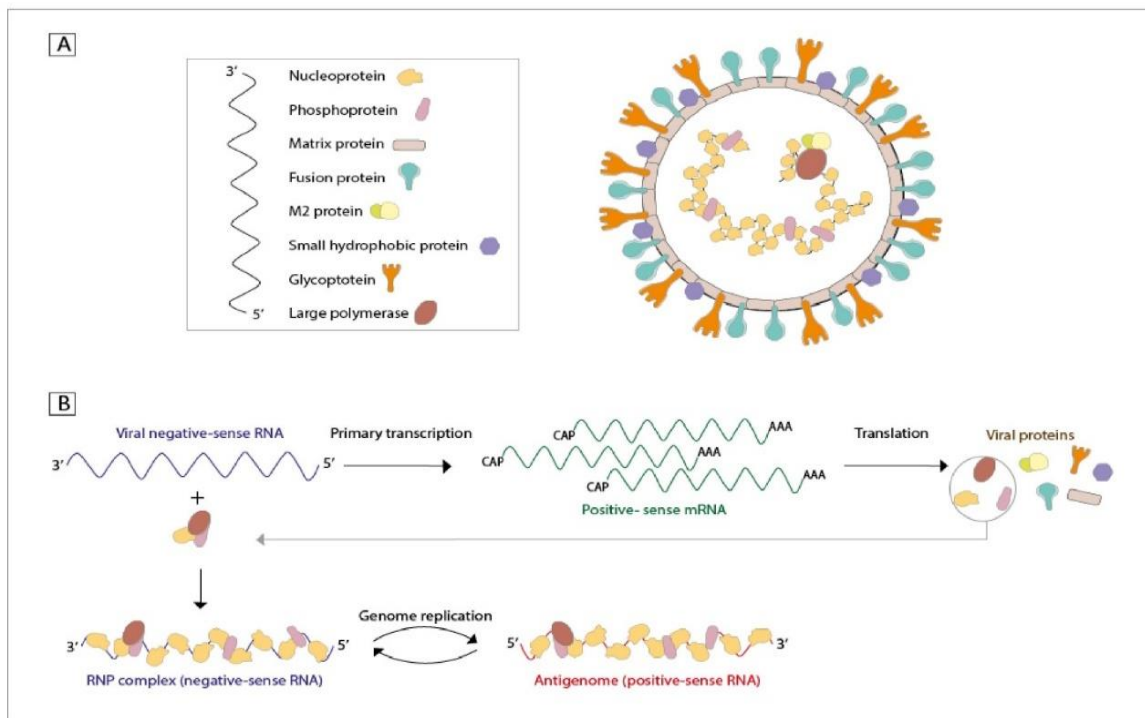 A
3’
Nucleoprotein
Phosphoprotein
Matrix protein
Fusion protein
M2 protein
Small hydrophobic protein
Glycoptotein
5’
Large polymerase
B
Viral negative-sense RNA
Primary transcription
CAP
AAA
Translation
Viral proteins
3’
5’
CAP
AAA
CAP
AAA
+
Positive- sense mRNA
Genome replication
3’
5’
5’
3’
RNP complex (negative-sense RNA)
Antigenome (positive-sense RNA)